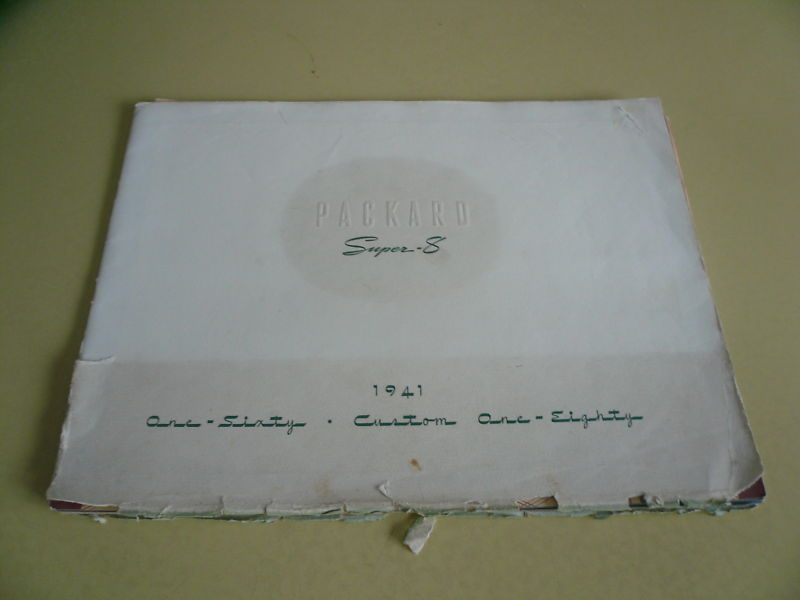 PACKARD
Super-8
1941
One-Sixty · Custom One-Eighty